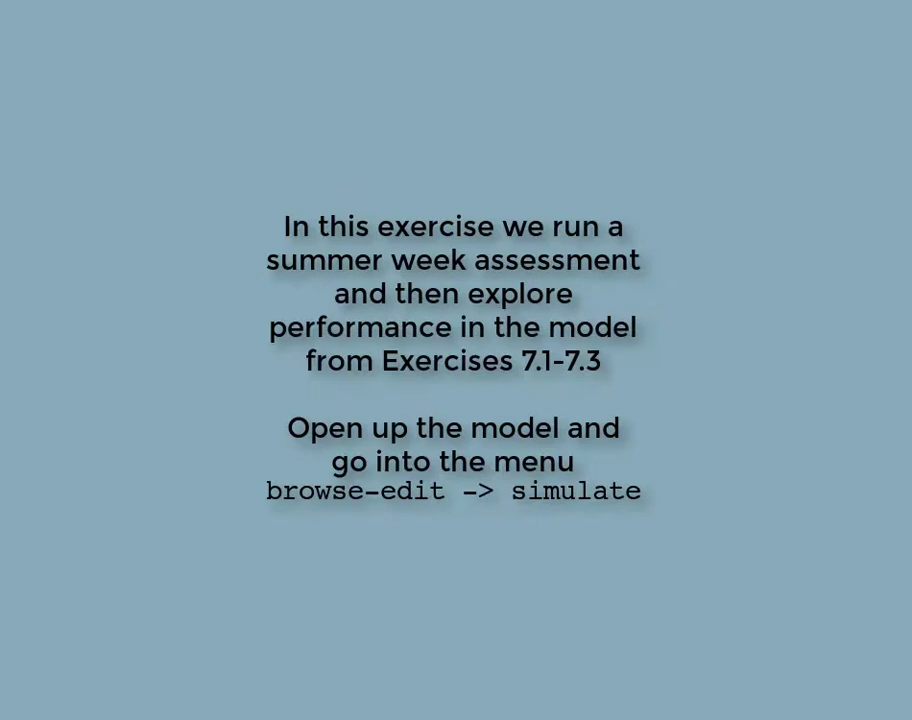 In this exercise we run a
summer week assessment
and then explore
performance in the model
from Exercises 7.1-7.3
Open up the model and
go into the menu
browse-edit -> simulate